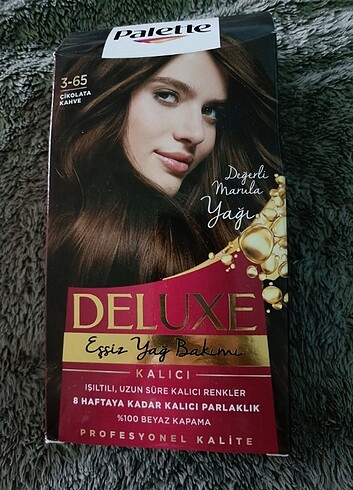 Palette
3-65
ÇİKOLATA
KAHVE
Değerli
Marula
Yağı
DELUXE
Eşsiz Yağ Bakımı
KALICI
IŞILTILI, UZUN SÜRE KALICI RENKLER
8 HAFTAYA KADAR KALICI PARLAKLIK
%100 BEYAZ KAPAMA
PROFESYONEL KALİTE